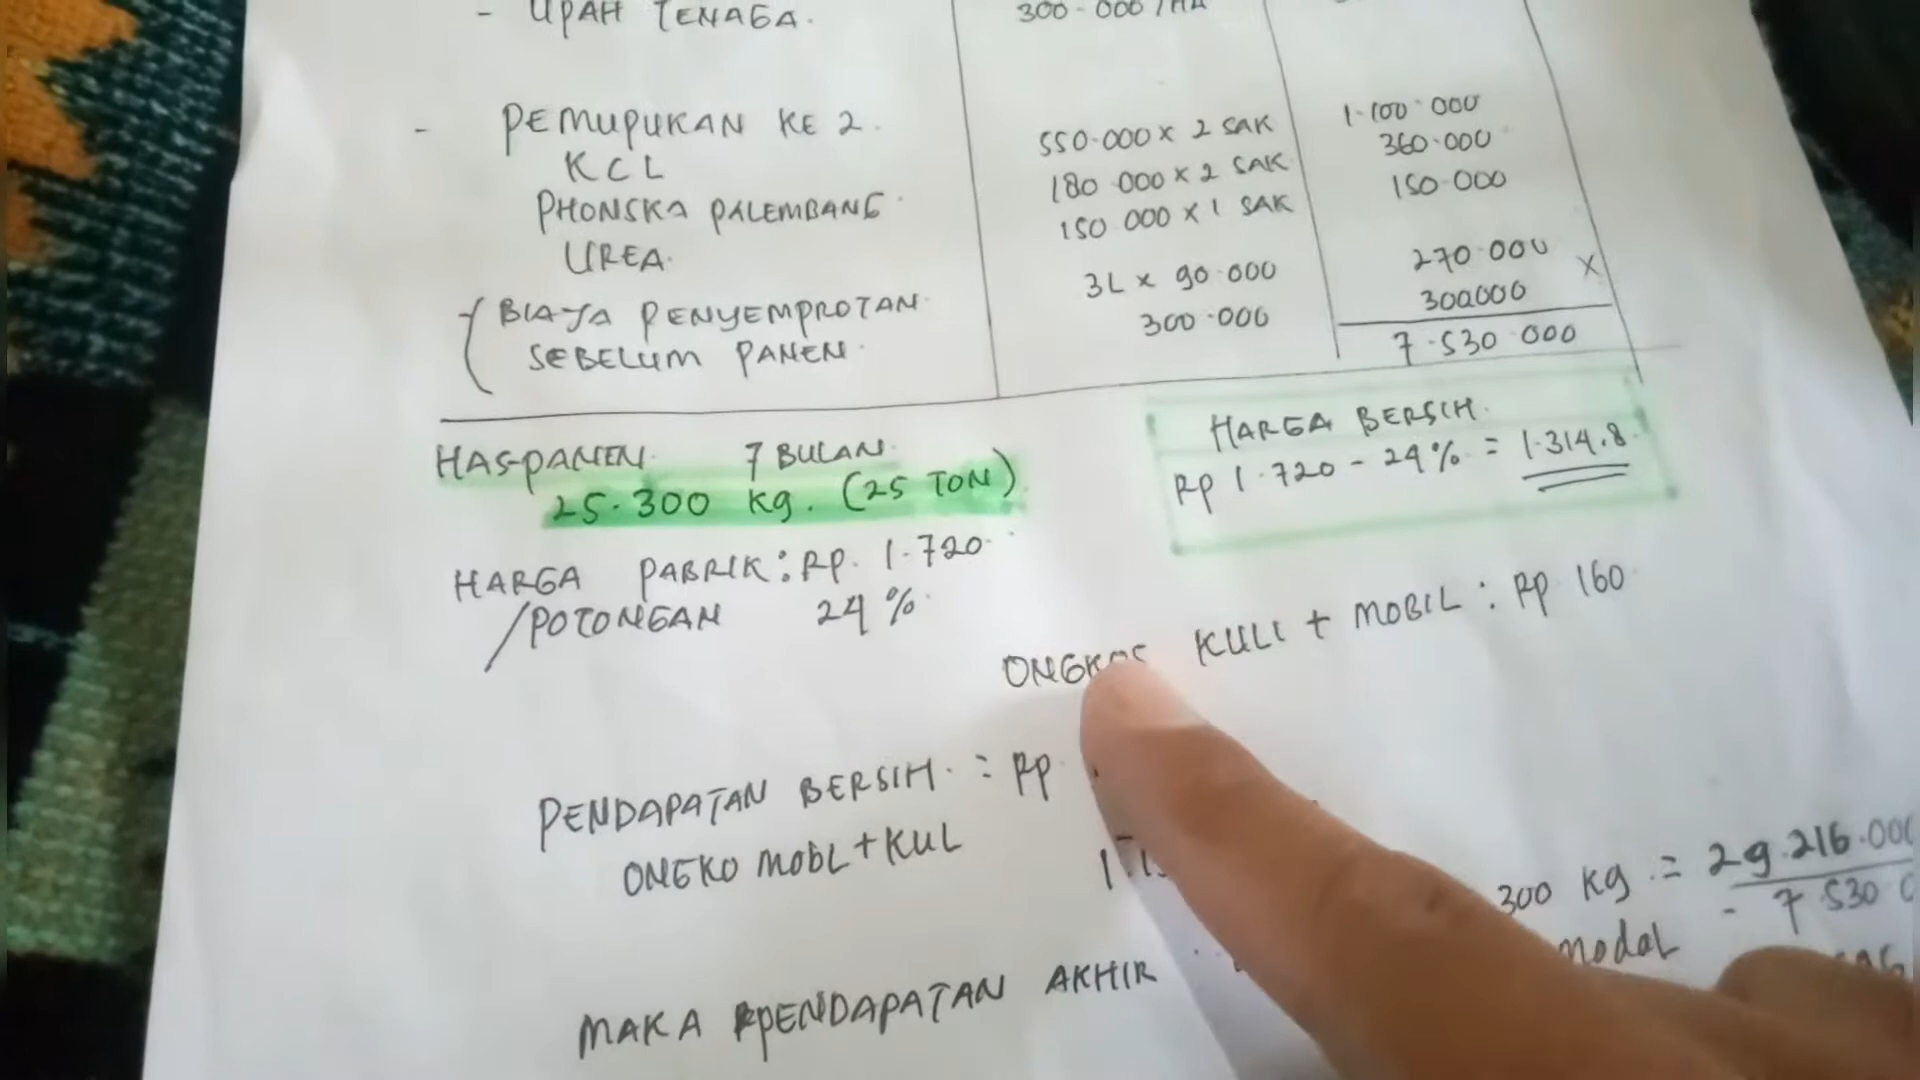 - UPAH TENAGA. 300-000/HA
- PEMUPUKAN KE 2.
KCL 550.000 x 2 SAK 1.100.000
PHONSKA PALEMBANG 180.000 x 2 SAK 360.000
UREA. 150 000 x 1 SAK 150.000
BIAYA PENYEMPROTAN 3L x 90.000 270.000 X
SEBELUM PANEN. 300.000 300000
7.530.000
HASPANEN 7 BULAN.
25.300 kg. (25 TON)
HARGA BERSIH.
Rp 1.720 - 24% = 1.314.8
HARGA PABRIK: RP. 1.720
/POTONGAN 24%
ONGKOS KULI + MOBIL : Rp 160
PENDAPATAN BERSIH. = Rp
ONGKO MOBL+KUL
300 kg. = 29.216.000
modal - 7 530 0
MAKA PENDAPATAN AKHIR